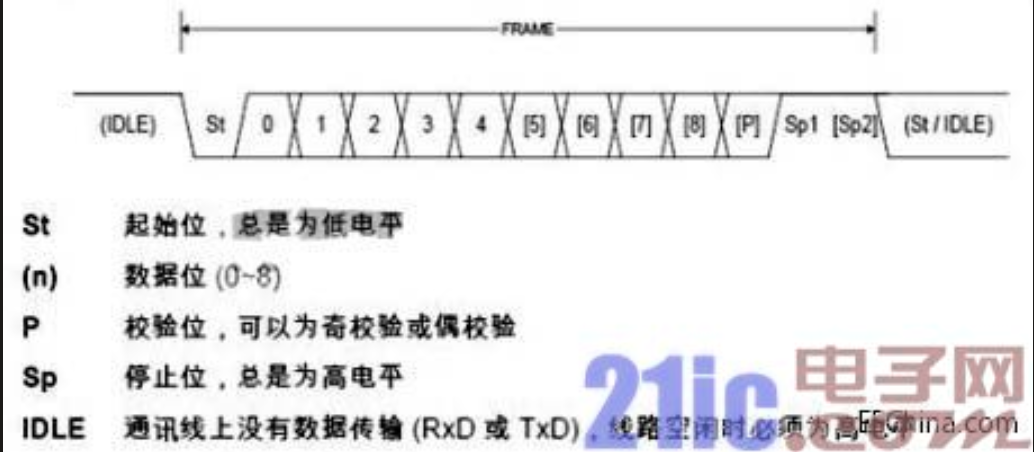 FRAME
(IDLE) St 0 1 2 3 4 [5] [6] [7] [8] [P] Sp1 [Sp2] (St / IDLE)
St 起始位，总是为低电平
(n) 数据位 (0~8)
P 校验位，可以为奇校验或偶校验
Sp 停止位，总是为高电平
IDLE 通讯线上没有数据传输 (RxD 或 TxD)，线路空闲时必须为高
21ic 电子网
.com
EEChina.com